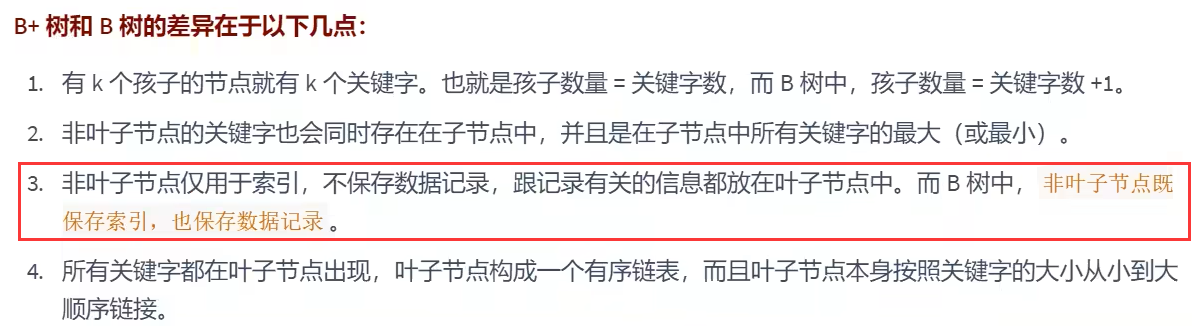 B+ 树和 B 树的差异在于以下几点：
1. 有 k 个孩子的节点就有 k 个关键字。也就是孩子数量 = 关键字数，而 B 树中，孩子数量 = 关键字数 +1。
2. 非叶子节点的关键字也会同时存在在子节点中，并且是在子节点中所有关键字的最大（或最小）。
3. 非叶子节点仅用于索引，不保存数据记录，跟记录有关的信息都放在叶子节点中。而 B 树中， 非叶子节点既
保存索引，也保存数据记录 。
4. 所有关键字都在叶子节点出现，叶子节点构成一个有序链表，而且叶子节点本身按照关键字的大小从小到大
顺序链接。